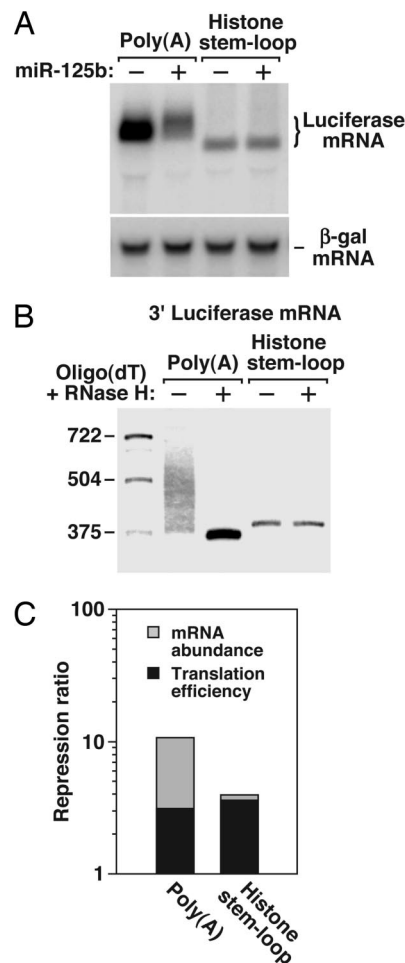 A
Poly(A)
Histone
stem-loop
miR-125b: – + – +
Luciferase
mRNA
– β-gal
mRNA
B
3' Luciferase mRNA
Histone
Poly(A) stem-loop
Oligo(dT)
+ RNase H: – + – +
722 –
504 –
375 –
C
100
10
1
Repression ratio
mRNA
abundance
Translation
efficiency
Poly(A)
Histone
stem-loop